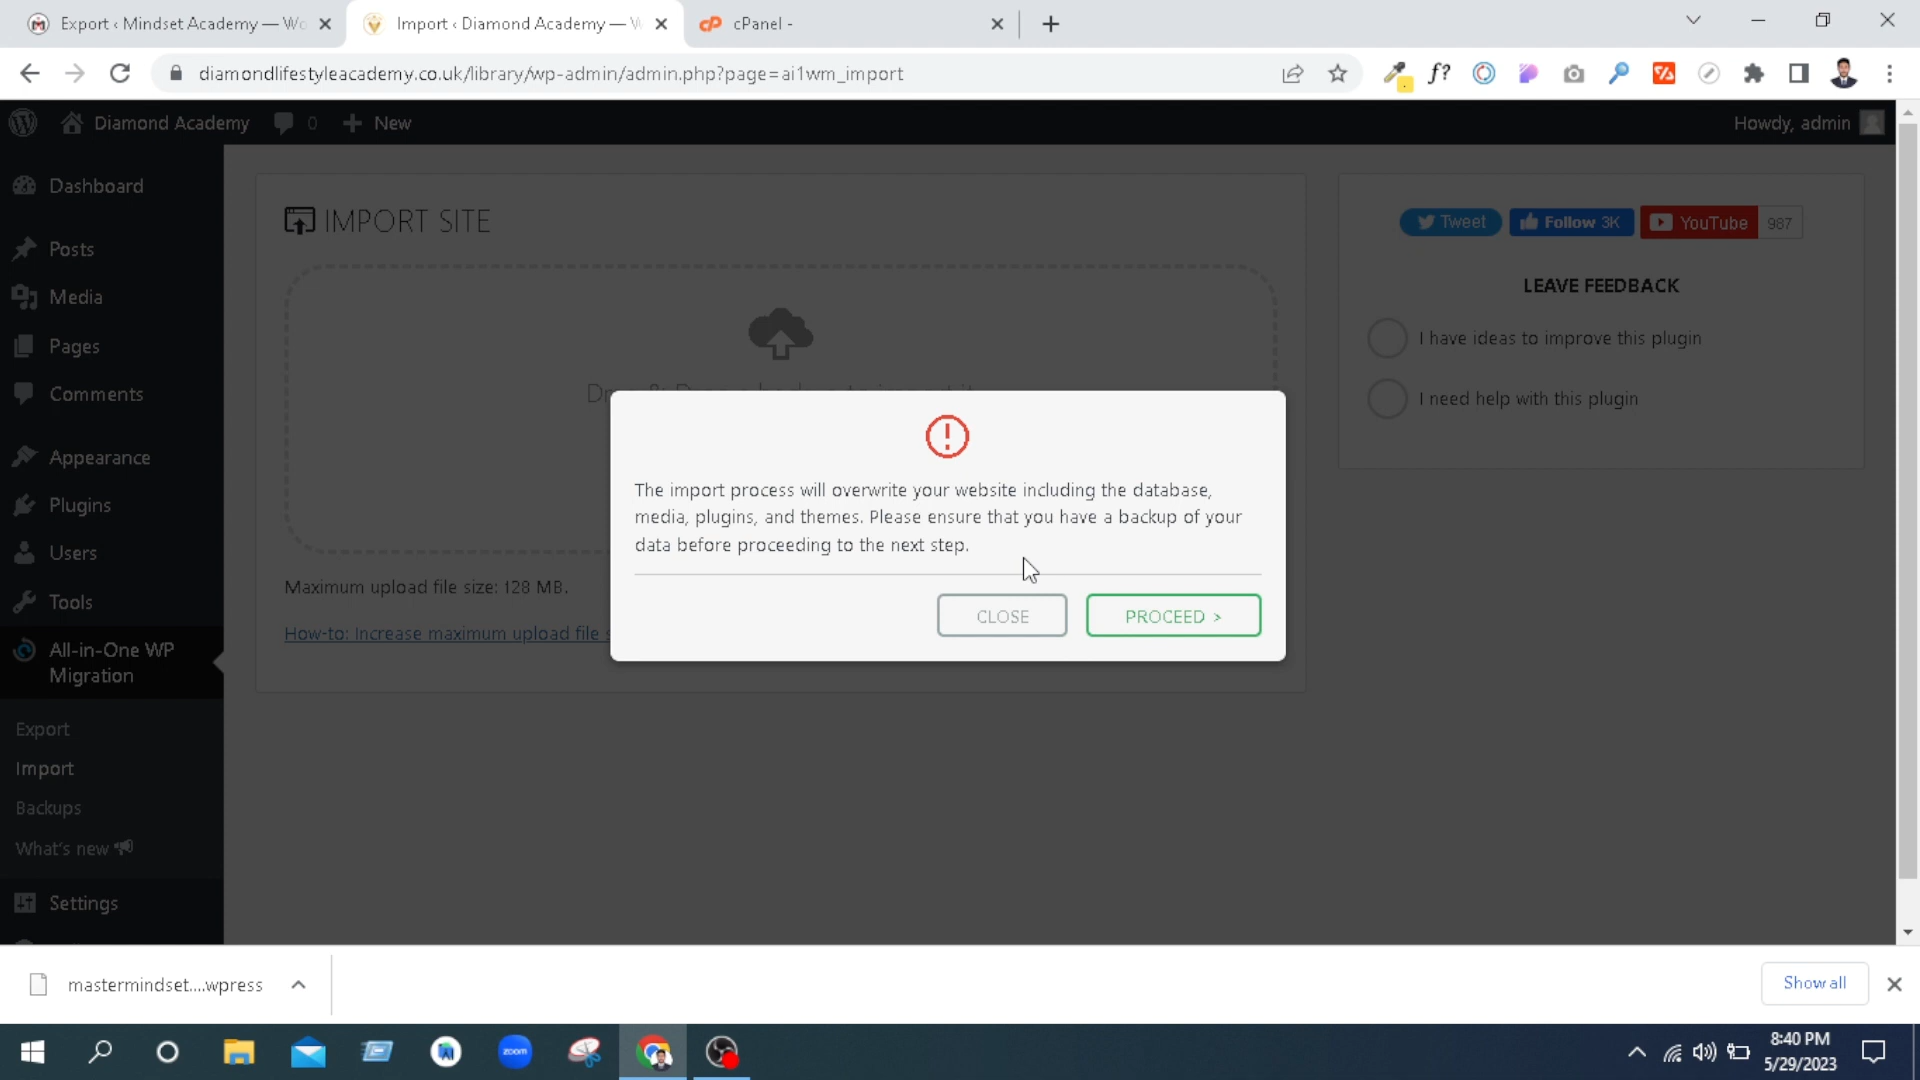 Export ‹ Mindset Academy — Wo
Import ‹ Diamond Academy — W
cPanel -
diamondlifestyleacademy.co.uk/library/wp-admin/admin.php?page=ai1wm_import
Diamond Academy
0
New
Howdy, admin
Dashboard
Posts
Media
Pages
Comments
Appearance
Plugins
Users
Tools
All-in-One WP
Migration
Export
Import
Backups
What's new
Settings
IMPORT SITE
Maximum upload file size: 128 MB.
How-to: Increase maximum upload file s
The import process will overwrite your website including the database,
media, plugins, and themes. Please ensure that you have a backup of your
data before proceeding to the next step.
CLOSE
PROCEED >
Tweet
Follow 3K
YouTube
987
LEAVE FEEDBACK
I have ideas to improve this plugin
I need help with this plugin
mastermindset....wpress
Show all
zoom
8:40 PM
5/29/2023